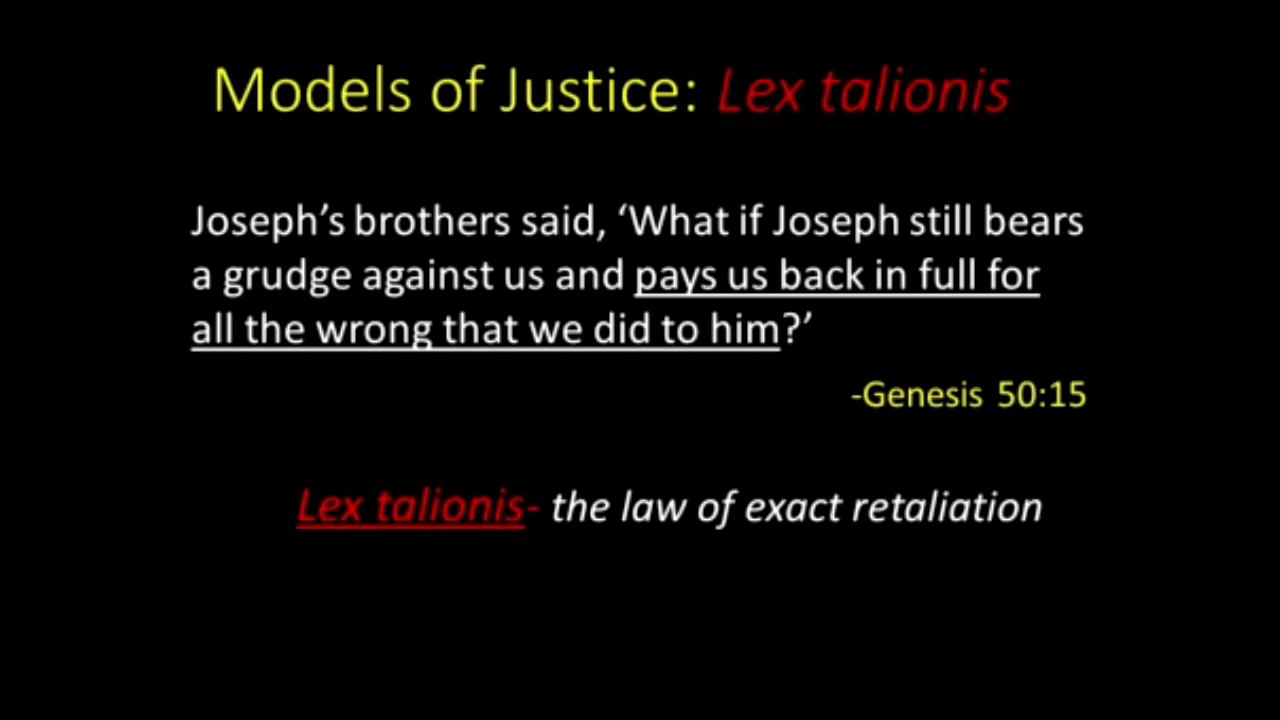 Models of Justice: Lex talionis
Joseph’s brothers said, ‘What if Joseph still bears
a grudge against us and pays us back in full for
all the wrong that we did to him?’
-Genesis 50:15
Lex talionis- the law of exact retaliation